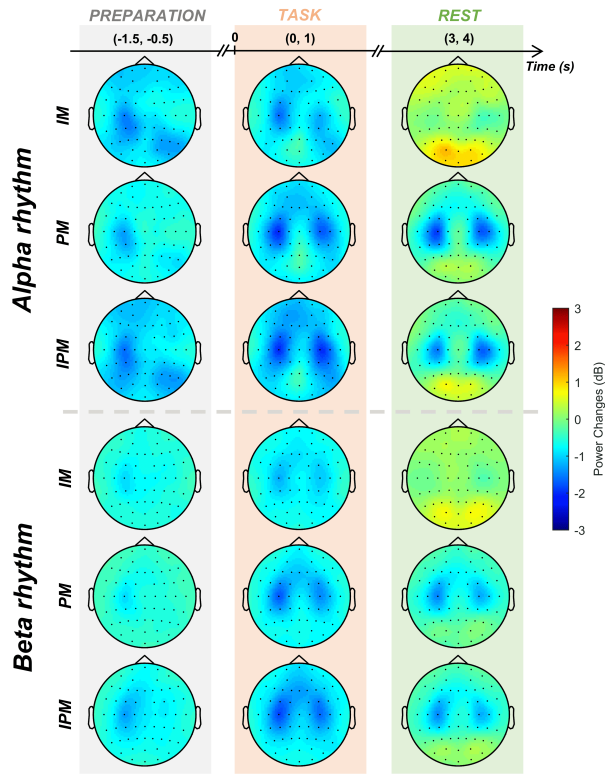 PREPARATION TASK REST
(-1.5, -0.5) 0 (0, 1) (3, 4)
Time (s)
Alpha rhythm
IM
PM
IPM
Beta rhythm
IM
PM
IPM
3
2
1
0
-1
-2
-3
Power Changes (dB)